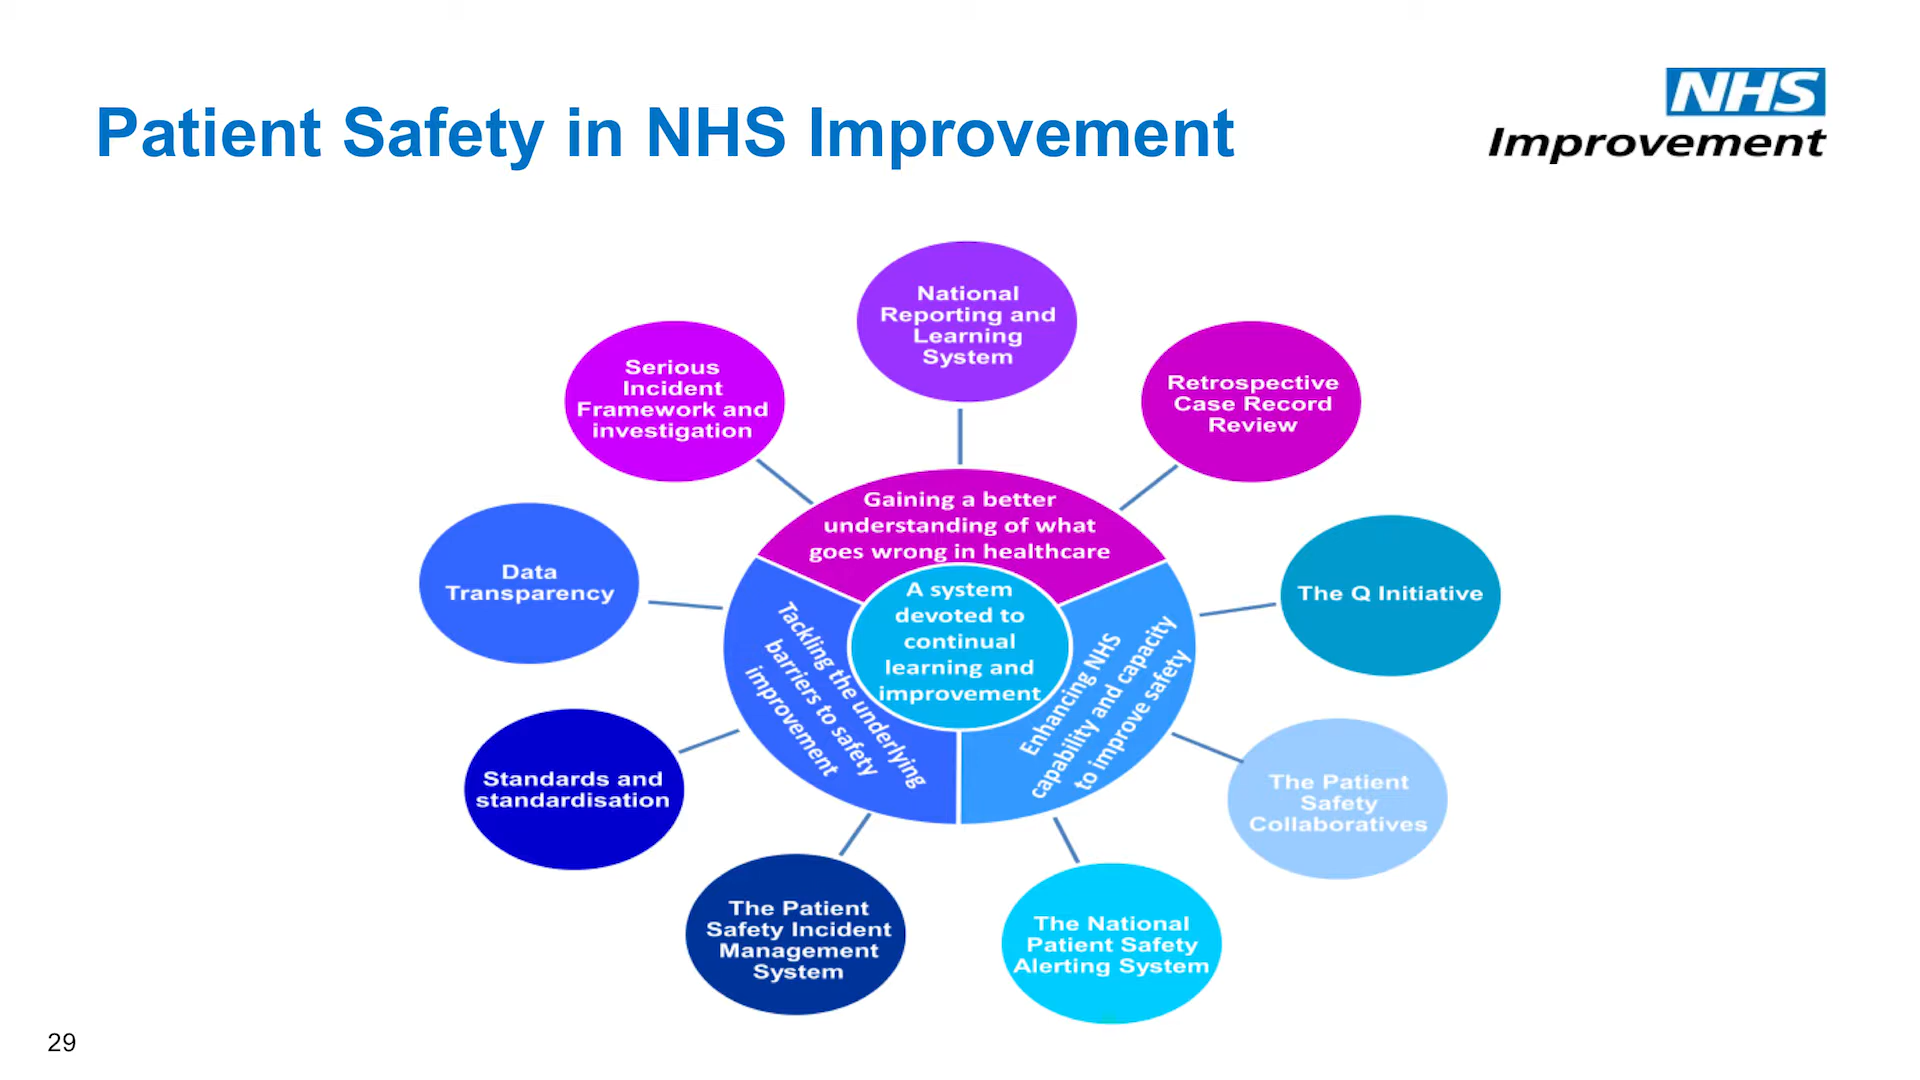 Patient Safety in NHS Improvement
NHS
Improvement
National
Reporting and
Learning
System
Serious
Incident
Framework and
investigation
Retrospective
Case Record
Review
Gaining a better
understanding of what
goes wrong in healthcare
Data
Transparency
The Q Initiative
A system
devoted to
continual
learning and
improvement
Tackling the underlying
barriers to safety
improvement
Enhancing NHS
capability and capacity
to improve safety
Standards and
standardisation
The Patient
Safety
Collaboratives
The Patient
Safety Incident
Management
System
The National
Patient Safety
Alerting System
29